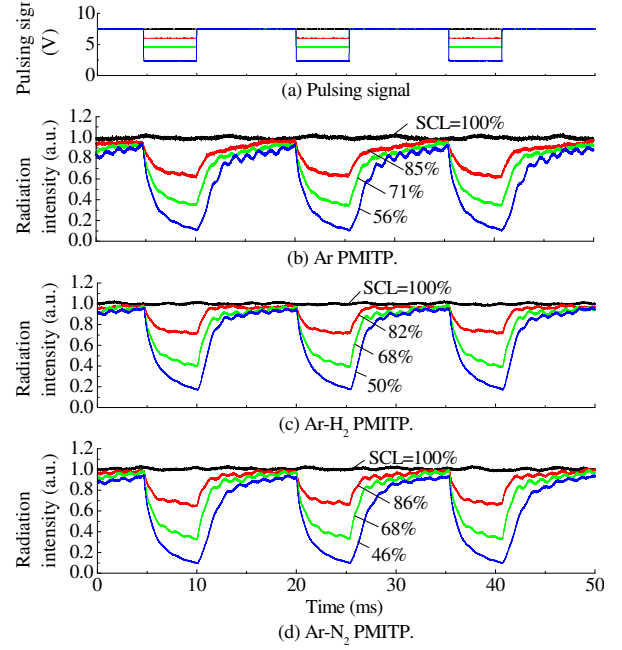 Pulsing sign
(V)
10
5
0
(a) Pulsing signal
Radiation
intensity (a.u.)
1.2
1.0
0.8
0.6
0.4
0.2
0.0
SCL=100%
85%
71%
56%
(b) Ar PMITP.
Radiation
intensity (a.u.)
1.2
1.0
0.8
0.6
0.4
0.2
0.0
SCL=100%
82%
68%
50%
(c) Ar-H2 PMITP.
Radiation
intensity (a.u.)
1.2
1.0
0.8
0.6
0.4
0.2
0.0
SCL=100%
86%
68%
46%
0 10 20 30 40 50
Time (ms)
(d) Ar-N2 PMITP.